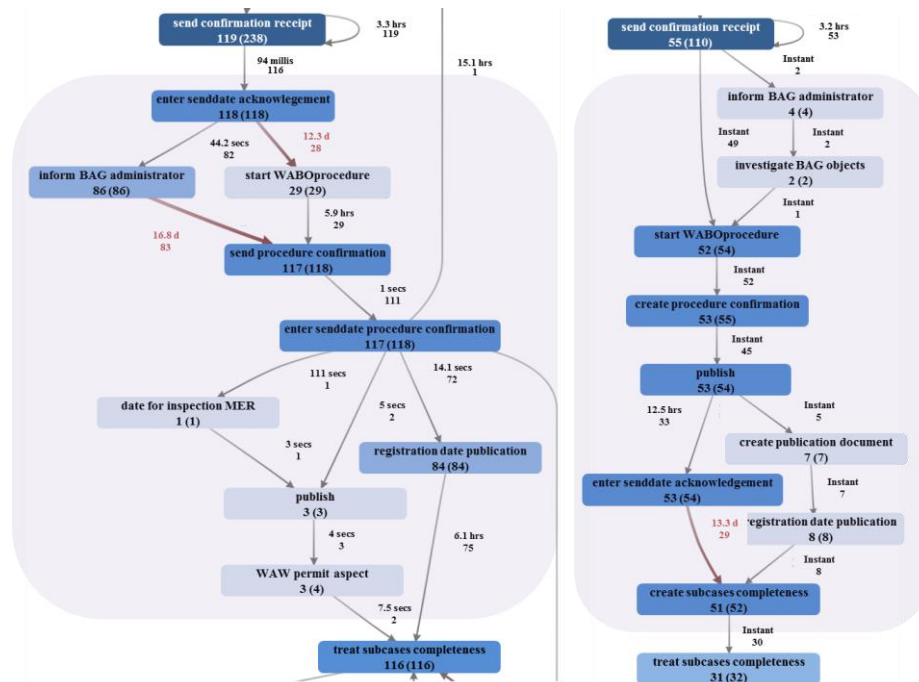 send confirmation receipt
119 (238)
3.3 hrs
119
94 millis
116
15.1 hrs
1
enter senddate acknowlegement
118 (118)
44.2 secs
82
12.3 d
28
inform BAG administrator
86 (86)
start WABOprocedure
29 (29)
16.8 d
83
5.9 hrs
29
send procedure confirmation
117 (118)
1 secs
111
enter senddate procedure confirmation
117 (118)
111 secs
1
5 secs
2
14.1 secs
72
date for inspection MER
1 (1)
registration date publication
84 (84)
3 secs
1
publish
3 (3)
4 secs
3
6.1 hrs
75
WAW permit aspect
3 (4)
7.5 secs
2
treat subcases completeness
116 (116)
send confirmation receipt
55 (110)
3.2 hrs
53
Instant
2
inform BAG administrator
4 (4)
Instant
49
Instant
2
investigate BAG objects
2 (2)
Instant
1
start WABOprocedure
52 (54)
Instant
52
create procedure confirmation
53 (55)
Instant
45
publish
53 (54)
12.5 hrs
33
Instant
5
create publication document
7 (7)
enter senddate acknowledgement
53 (54)
Instant
7
13.3 d
29
registration date publication
8 (8)
Instant
8
create subcases completeness
51 (52)
Instant
30
treat subcases completeness
31 (32)